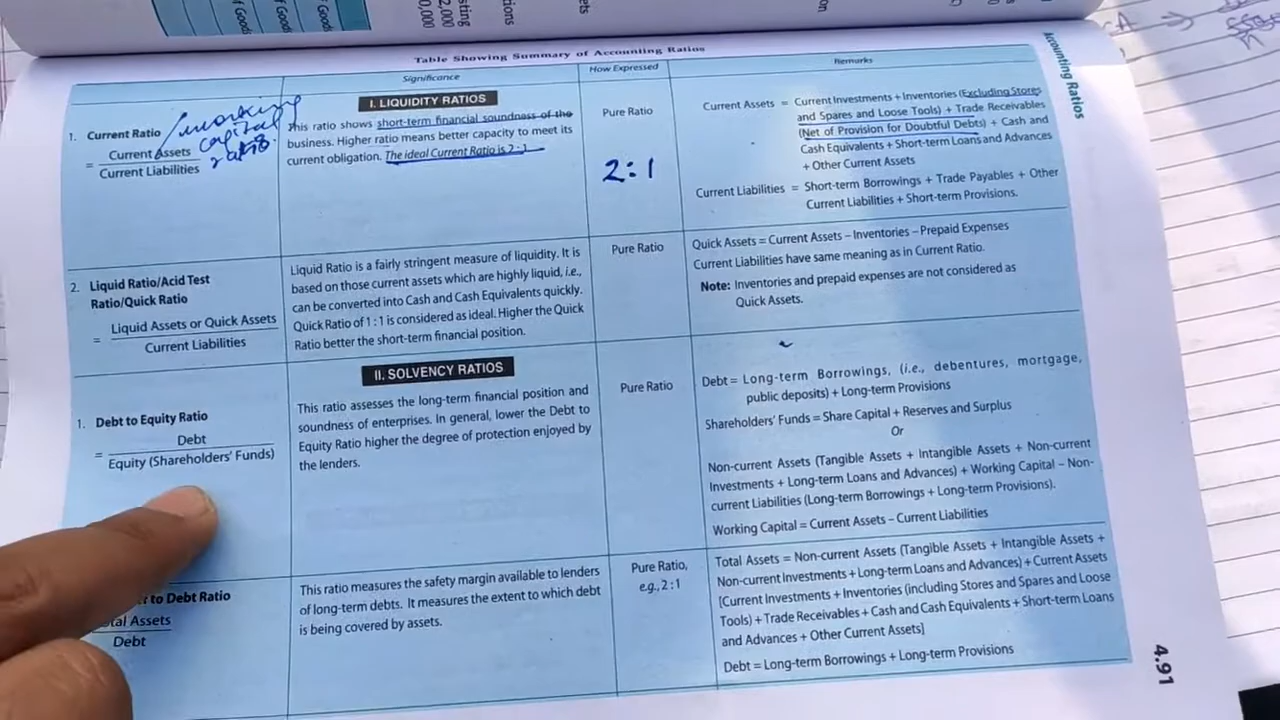 of Goods
of Goods
of Goods
0,000
2,000
sting
tions
ets
on
Table Showing Summary of Accounting Ratios
Accounting Ratios
Significance
How Expressed
Remarks
I. LIQUIDITY RATIOS
1. Current Ratio
= Current Assets
Current Liabilities
working
capital
ratio.
This ratio shows short-term financial soundness of the
business. Higher ratio means better capacity to meet its
current obligation. The ideal Current Ratio is 2 : 1
Pure Ratio
2:1
Current Assets = Current Investments + Inventories (Excluding Stores
and Spares and Loose Tools) + Trade Receivables
(Net of Provision for Doubtful Debts) + Cash and
Cash Equivalents + Short-term Loans and Advances
+ Other Current Assets
Current Liabilities = Short-term Borrowings + Trade Payables + Other
Current Liabilities + Short-term Provisions.
2. Liquid Ratio/Acid Test
Ratio/Quick Ratio
= Liquid Assets or Quick Assets
Current Liabilities
Liquid Ratio is a fairly stringent measure of liquidity. It is
based on those current assets which are highly liquid, i.e.,
can be converted into Cash and Cash Equivalents quickly.
Quick Ratio of 1 : 1 is considered as ideal. Higher the Quick
Ratio better the short-term financial position.
Pure Ratio
Quick Assets = Current Assets – Inventories – Prepaid Expenses
Current Liabilities have same meaning as in Current Ratio.
Note: Inventories and prepaid expenses are not considered as
Quick Assets.
II. SOLVENCY RATIOS
1. Debt to Equity Ratio
= Debt
Equity (Shareholders' Funds)
This ratio assesses the long-term financial position and
soundness of enterprises. In general, lower the Debt to
Equity Ratio higher the degree of protection enjoyed by
the lenders.
Pure Ratio
Debt = Long-term Borrowings, (i.e., debentures, mortgage,
public deposits) + Long-term Provisions
Shareholders' Funds = Share Capital + Reserves and Surplus
Or
Non-current Assets (Tangible Assets + Intangible Assets + Non-current
Investments + Long-term Loans and Advances) + Working Capital – Non-
current Liabilities (Long-term Borrowings + Long-term Provisions).
Working Capital = Current Assets – Current Liabilities
to Debt Ratio
tal Assets
Debt
This ratio measures the safety margin available to lenders
of long-term debts. It measures the extent to which debt
is being covered by assets.
Pure Ratio,
e.g., 2 : 1
Total Assets = Non-current Assets (Tangible Assets + Intangible Assets +
Non-current Investments + Long-term Loans and Advances) + Current Assets
[Current Investments + Inventories (including Stores and Spares and Loose
Tools) + Trade Receivables + Cash and Cash Equivalents + Short-term Loans
and Advances + Other Current Assets]
Debt = Long-term Borrowings + Long-term Provisions
4.91